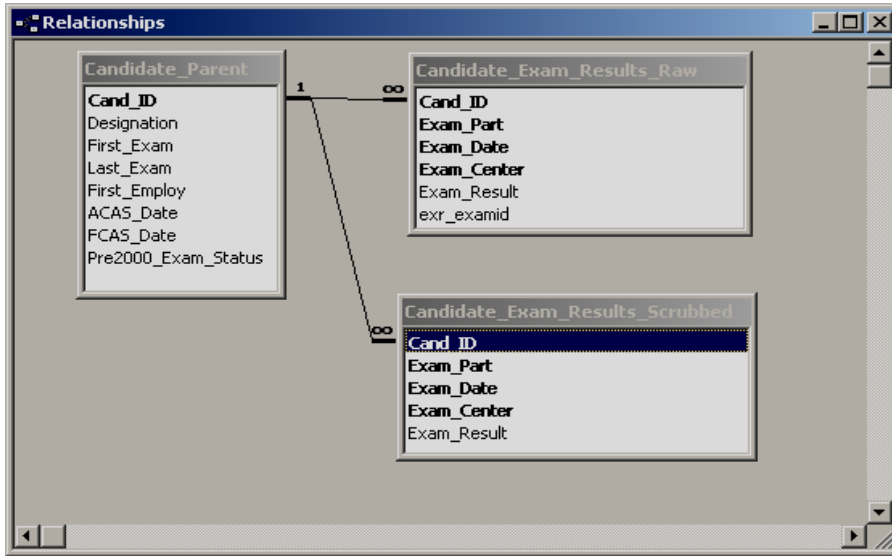 Relationships
Candidate_Parent
Cand_ID
Designation
First_Exam
Last_Exam
First_Employ
ACAS_Date
FCAS_Date
Pre2000_Exam_Status
1
∞
Candidate_Exam_Results_Raw
Cand_ID
Exam_Part
Exam_Date
Exam_Center
Exam_Result
exr_examid
∞
Candidate_Exam_Results_Scrubbed
Cand_ID
Exam_Part
Exam_Date
Exam_Center
Exam_Result